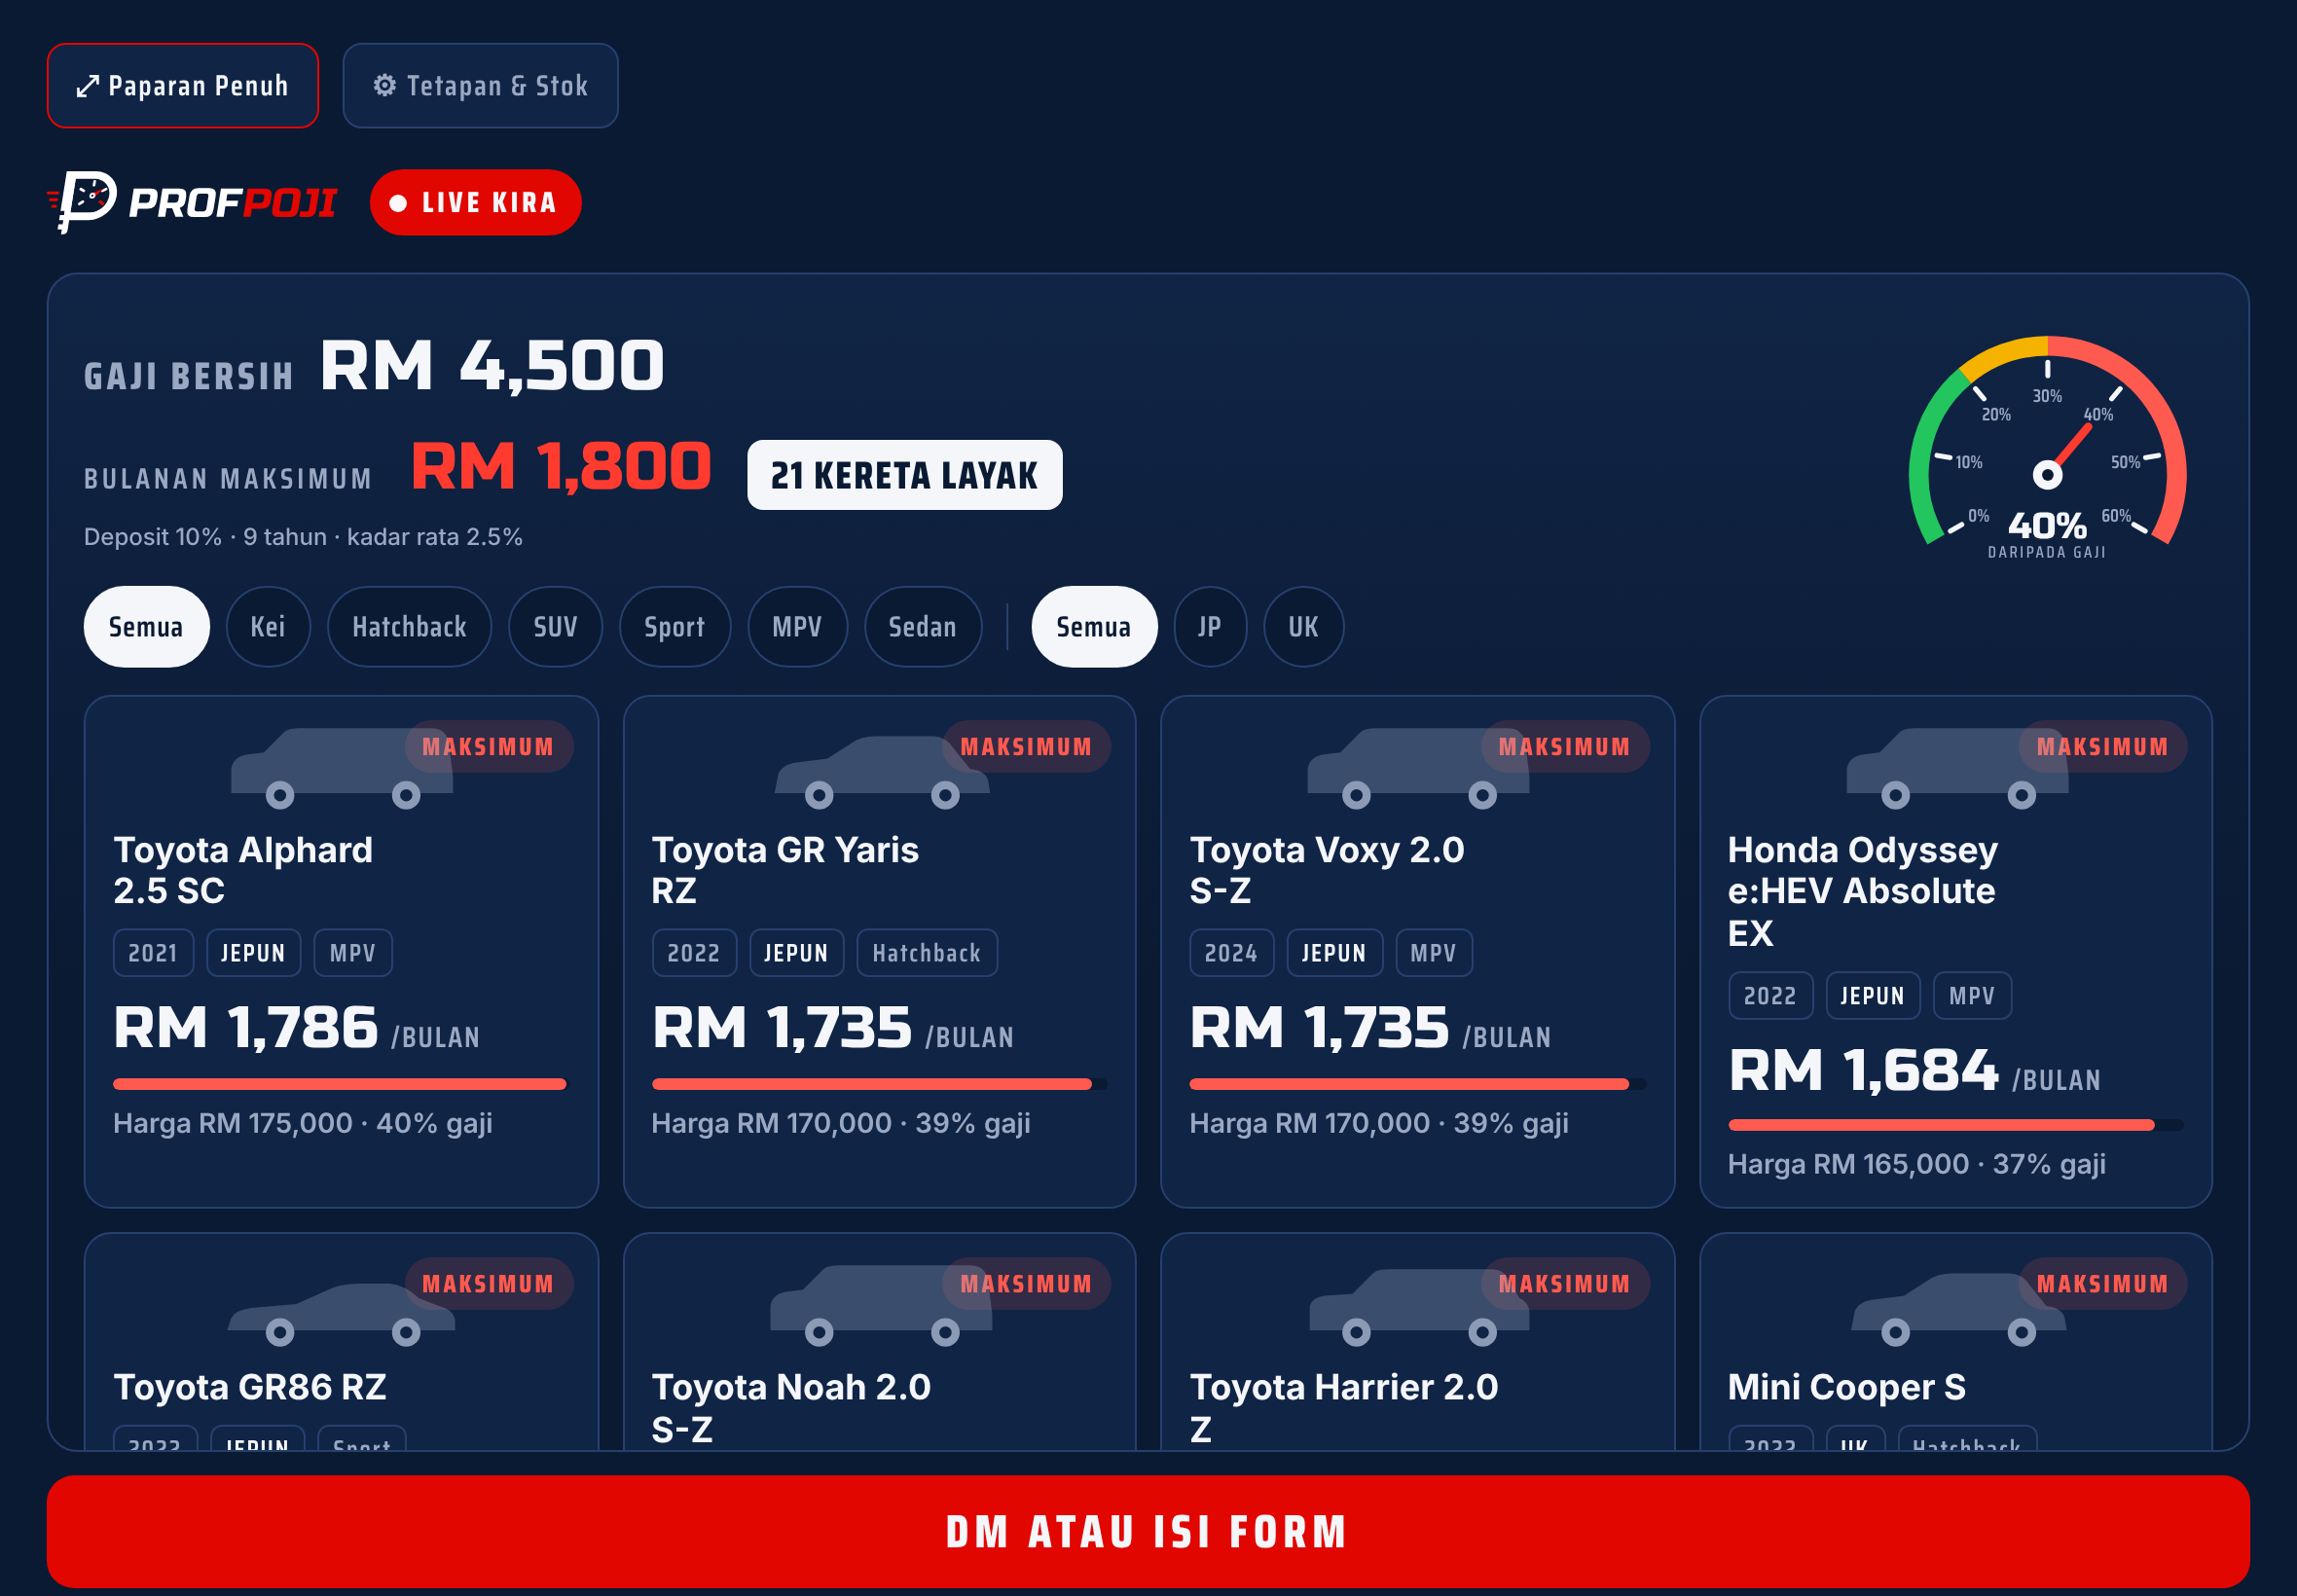 Paparan Penuh
Tetapan & Stok
PROFPOJI
LIVE KIRA
GAJI BERSIH RM 4,500
BULANAN MAKSIMUM RM 1,800 21 KERETA LAYAK
Deposit 10% · 9 tahun · kadar rata 2.5%
0%
10%
20%
30%
40%
50%
60%
40%
DARIPADA GAJI
Semua Kei Hatchback SUV Sport MPV Sedan Semua JP UK
MAKSIMUM
Toyota Alphard
2.5 SC
2021 JEPUN MPV
RM 1,786 /BULAN
Harga RM 175,000 · 40% gaji
MAKSIMUM
Toyota GR Yaris
RZ
2022 JEPUN Hatchback
RM 1,735 /BULAN
Harga RM 170,000 · 39% gaji
MAKSIMUM
Toyota Voxy 2.0
S-Z
2024 JEPUN MPV
RM 1,735 /BULAN
Harga RM 170,000 · 39% gaji
MAKSIMUM
Honda Odyssey
e:HEV Absolute
EX
2022 JEPUN MPV
RM 1,684 /BULAN
Harga RM 165,000 · 37% gaji
MAKSIMUM
Toyota GR86 RZ
JEPUN Sport
MAKSIMUM
Toyota Noah 2.0
S-Z
MAKSIMUM
Toyota Harrier 2.0
Z
MAKSIMUM
Mini Cooper S
UK Hatchback
DM ATAU ISI FORM